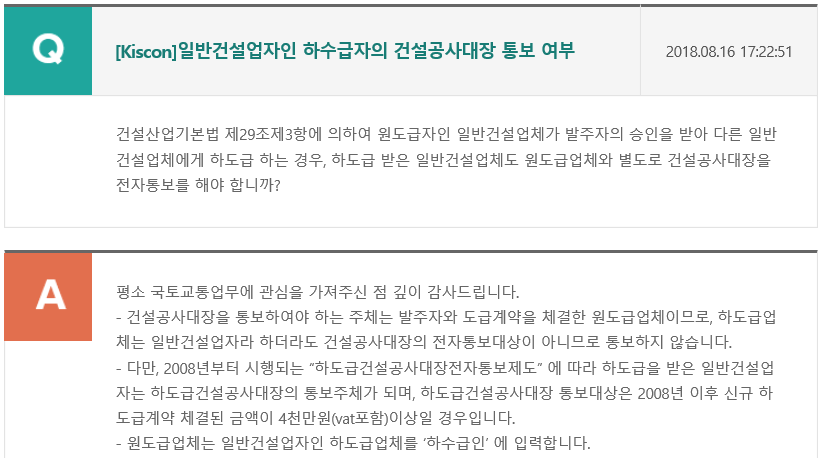 Q
[Kiscon]일반건설업자인 하수급자의 건설공사대장 통보 여부
2018.08.16 17:22:51
건설산업기본법 제29조제3항에 의하여 원도급자인 일반건설업체가 발주자의 승인을 받아 다른 일반
건설업체에게 하도급 하는 경우, 하도급 받은 일반건설업체도 원도급업체와 별도로 건설공사대장을
전자통보를 해야 합니까?
A
평소 국토교통업무에 관심을 가져주신 점 깊이 감사드립니다.
- 건설공사대장을 통보하여야 하는 주체는 발주자와 도급계약을 체결한 원도급업체이므로, 하도급업
체는 일반건설업자라 하더라도 건설공사대장의 전자통보대상이 아니므로 통보하지 않습니다.
- 다만, 2008년부터 시행되는 “하도급건설공사대장전자통보제도” 에 따라 하도급을 받은 일반건설업
자는 하도급건설공사대장의 통보주체가 되며, 하도급건설공사대장 통보대상은 2008년 이후 신규 하
도급계약 체결된 금액이 4천만원(vat포함)이상일 경우입니다.
- 원도급업체는 일반건설업자인 하도급업체를 ‘하수급인’ 에 입력합니다.